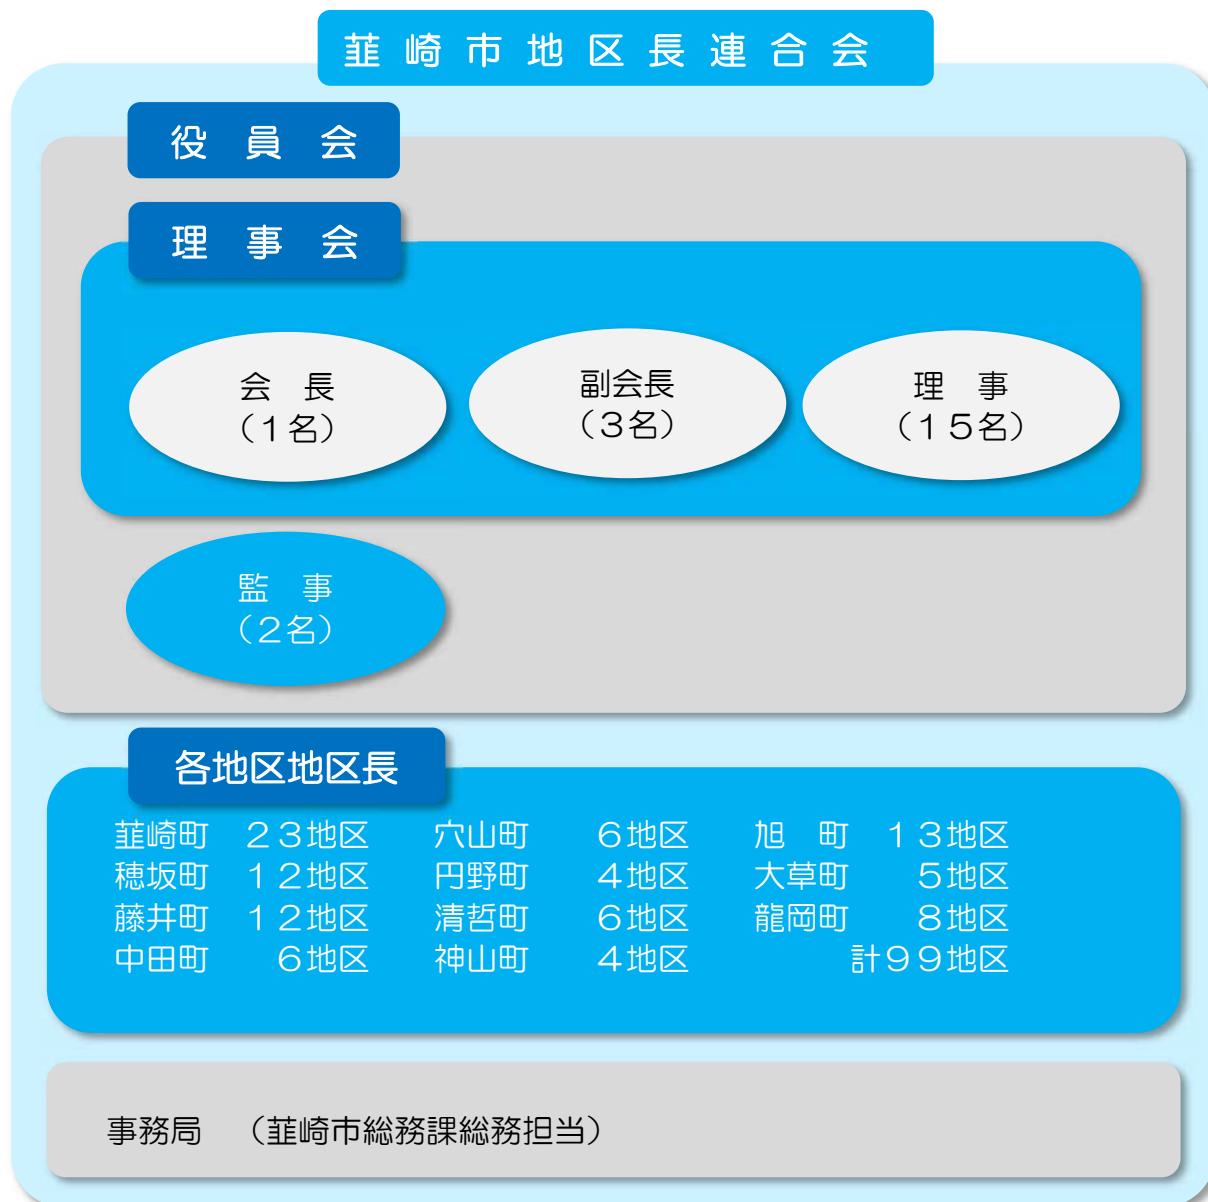 韮崎市地区長連合会
役員会
理事会
会　長
（１名）
副会長
（３名）
理　事
（１５名）
監　事
（２名）
各地区地区長
韮崎町　２３地区　　穴山町　　６地区　　旭　町　１３地区
穂坂町　１２地区　　円野町　　４地区　　大草町　　５地区
藤井町　１２地区　　清哲町　　６地区　　龍岡町　　８地区
中田町　　６地区　　神山町　　４地区　　　　　計９９地区
事務局　（韮崎市総務課総務担当）